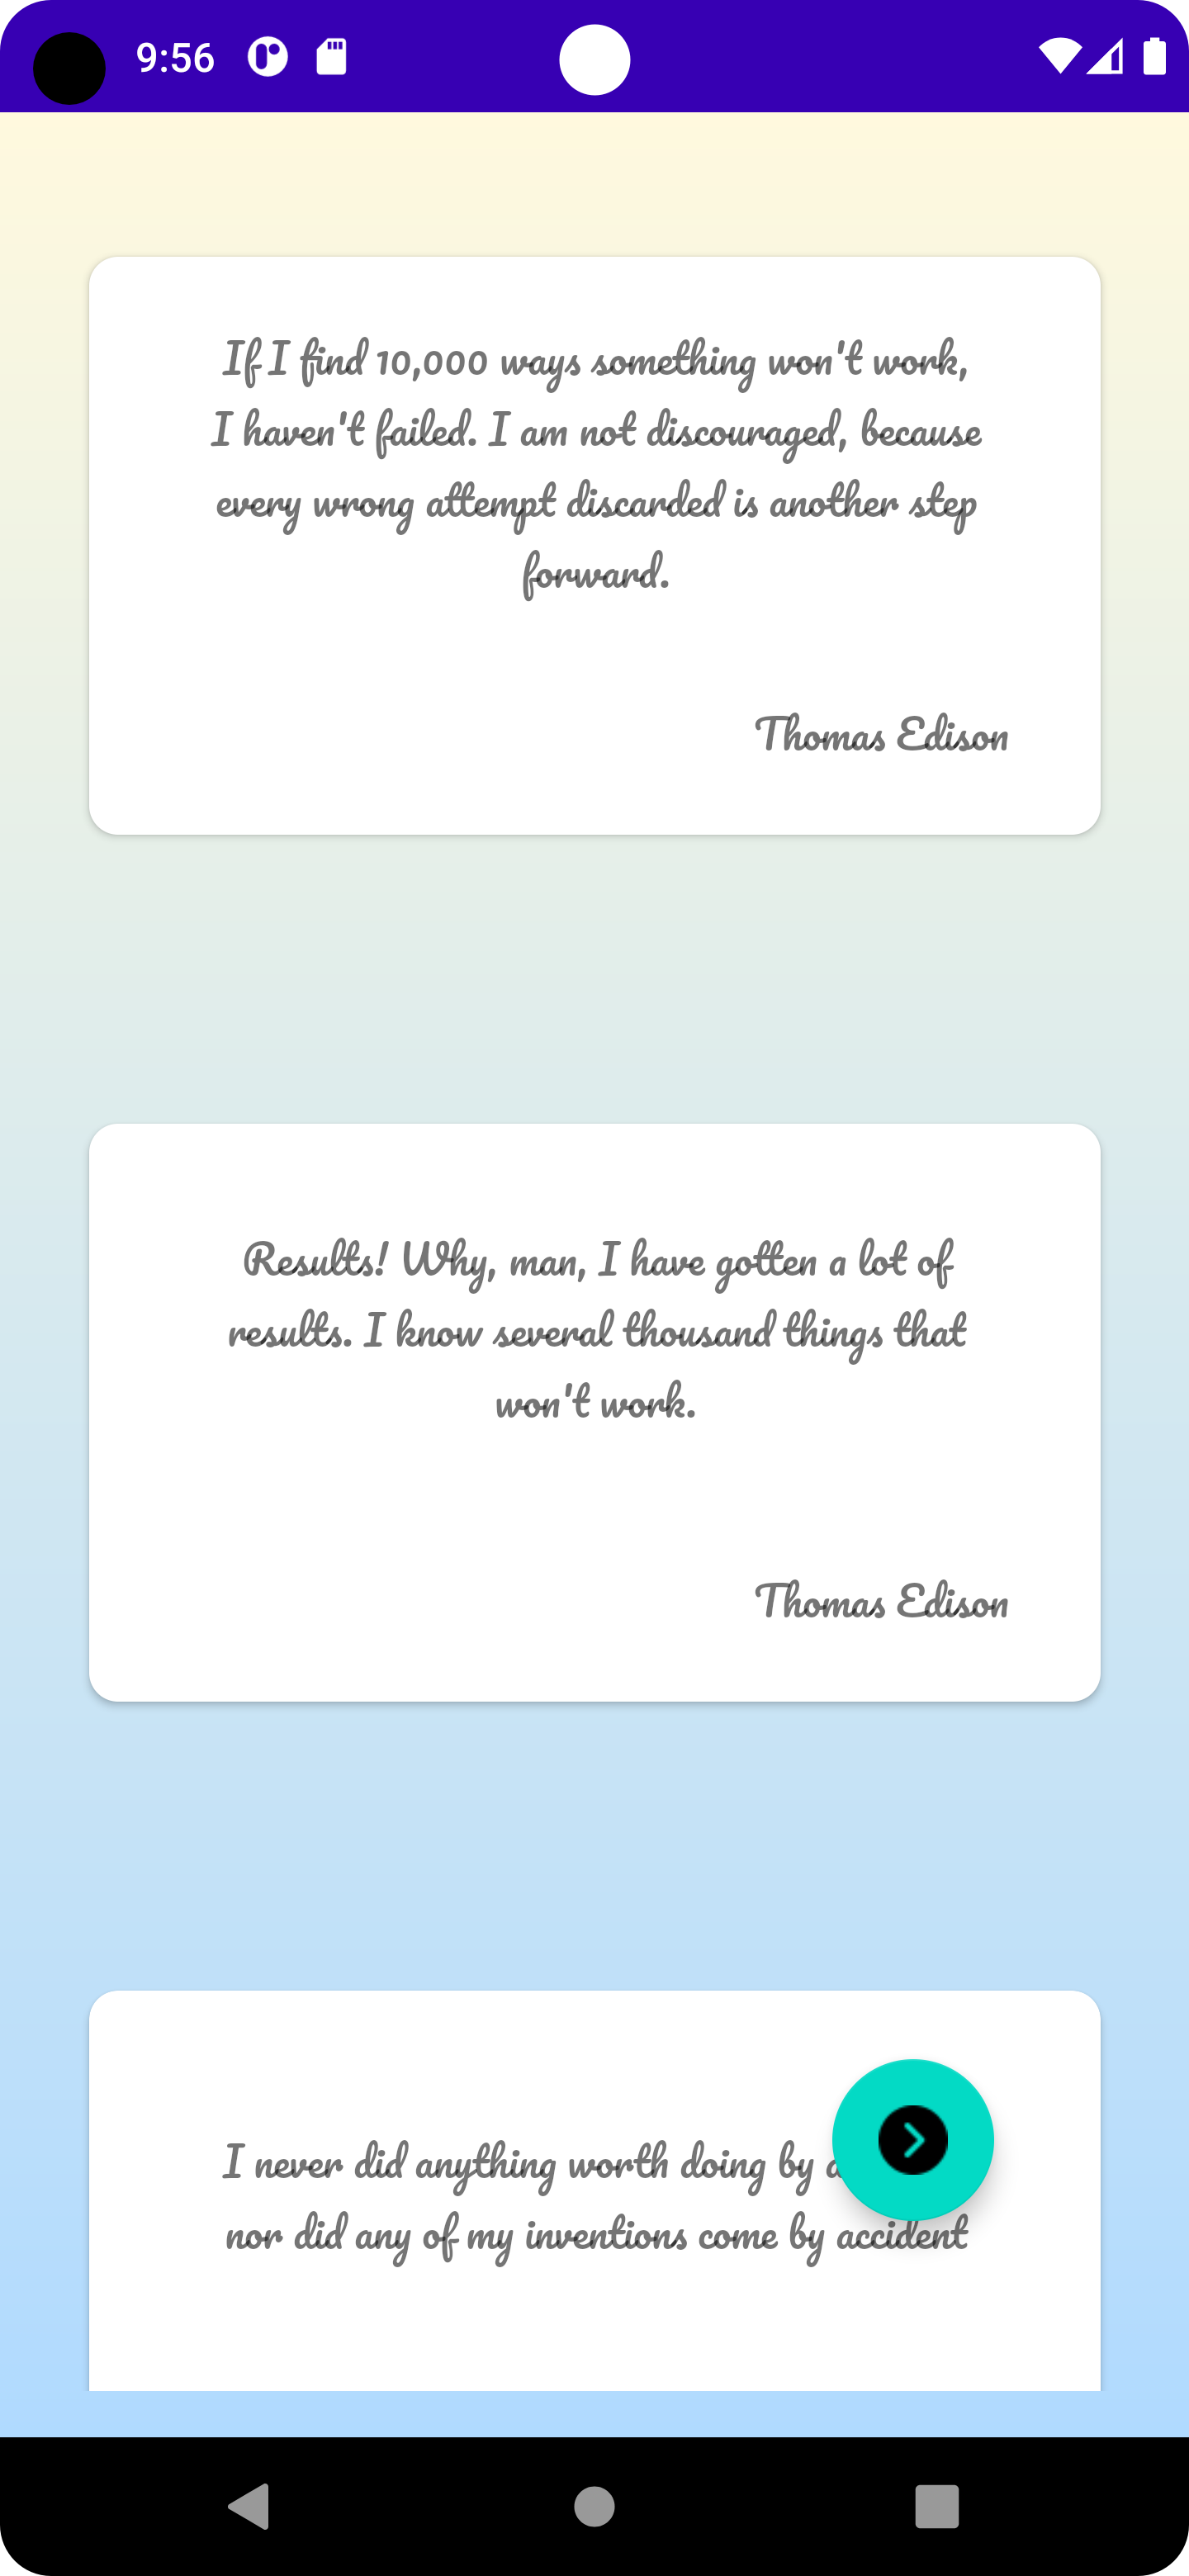 9:56
If I find 10,000 ways something won't work,
I haven't failed. I am not discouraged, because
every wrong attempt discarded is another step
forward.
Thomas Edison
Results! Why, man, I have gotten a lot of
results. I know several thousand things that
won't work.
Thomas Edison
I never did anything worth doing by
nor did any of my inventions come by accident